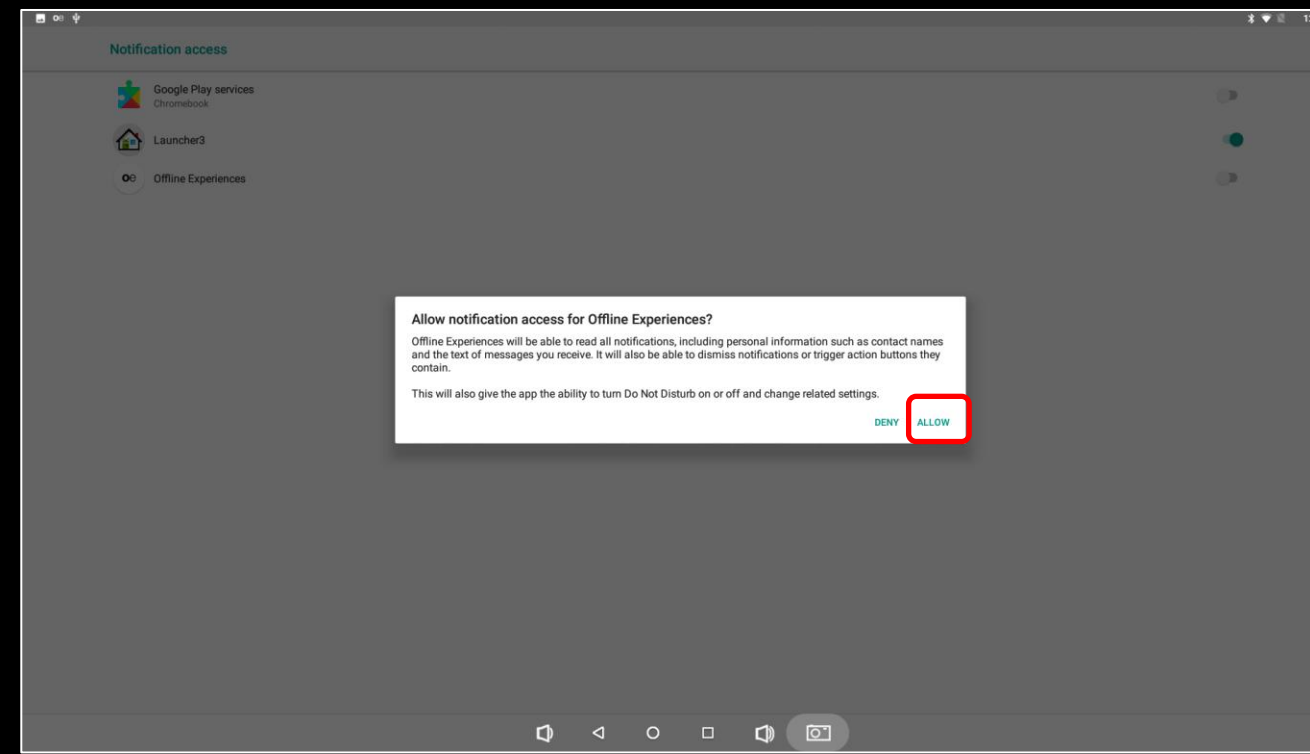 oe
Notification access
Google Play services
Chromebook
Launcher3
oe
Offline Experiences
Allow notification access for Offline Experiences?
Offline Experiences will be able to read all notifications, including personal information such as contact names
and the text of messages you receive. It will also be able to dismiss notifications or trigger action buttons they
contain.
This will also give the app the ability to turn Do Not Disturb on or off and change related settings.
DENY ALLOW